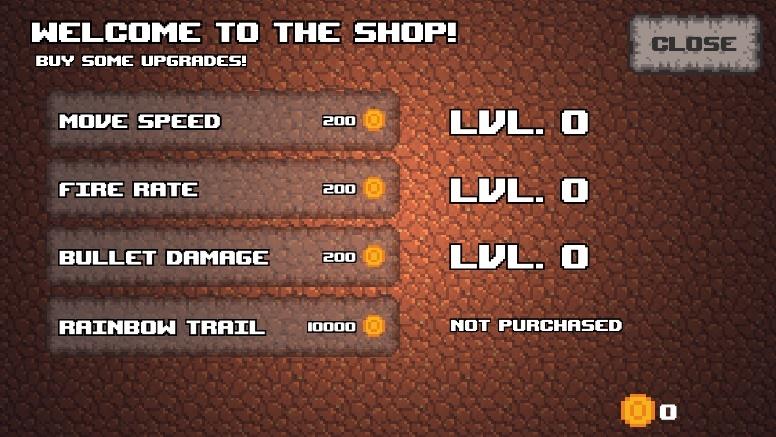 WELCOME TO THE SHOP!
CLOSE
BUY SOME UPGRADES!
MOVE SPEED 200 LVL. 0
FIRE RATE 200 LVL. 0
BULLET DAMAGE 200 LVL. 0
RAINBOW TRAIL 10000 NOT PURCHASED
0